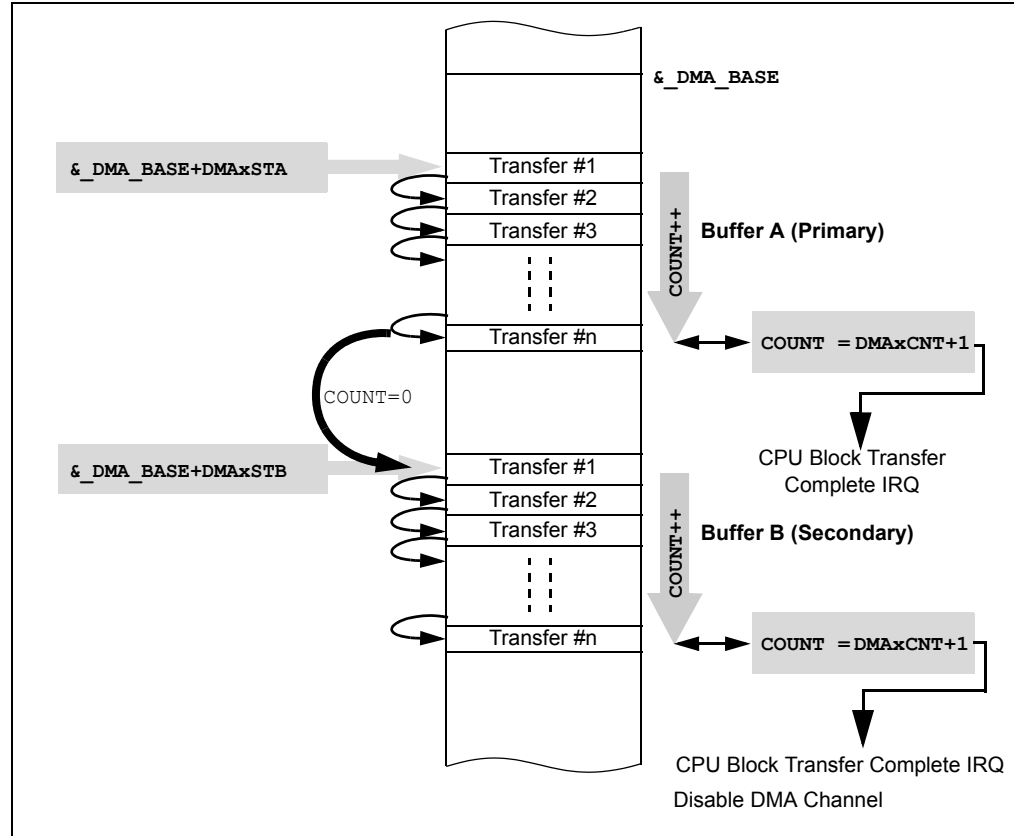 &_DMA_BASE
&_DMA_BASE+DMAxSTA
Transfer #1
Transfer #2
Transfer #3
Transfer #n
COUNT++
Buffer A (Primary)
COUNT = DMAxCNT+1
CPU Block Transfer
Complete IRQ
COUNT=0
&_DMA_BASE+DMAxSTB
Transfer #1
Transfer #2
Transfer #3
Transfer #n
COUNT++
Buffer B (Secondary)
COUNT = DMAxCNT+1
CPU Block Transfer Complete IRQ
Disable DMA Channel